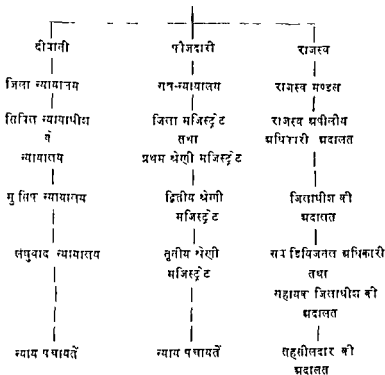 दीवानी
फौजदारी
राजस्व
जिला न्यायालय
सत्र-न्यायालय
राजस्व मण्डल
सिविल न्यायाधीश
के
न्यायालय
जिला मजिस्ट्रेट
तथा
प्रथम श्रेणी मजिस्ट्रेट
राजस्व अपीलीय
अधिकारी अदालत
मुंसिफ न्यायालय
द्वितीय श्रेणी
मजिस्ट्रेट
जिलाधीश की
अदालत
लघुवाद न्यायालय
तृतीय श्रेणी
मजिस्ट्रेट
सब डिविजनल अधिकारी
तथा
सहायक जिलाधीश की
अदालत
न्याय पंचायतें
न्याय पंचायतें
तहसीलदार की
अदालत